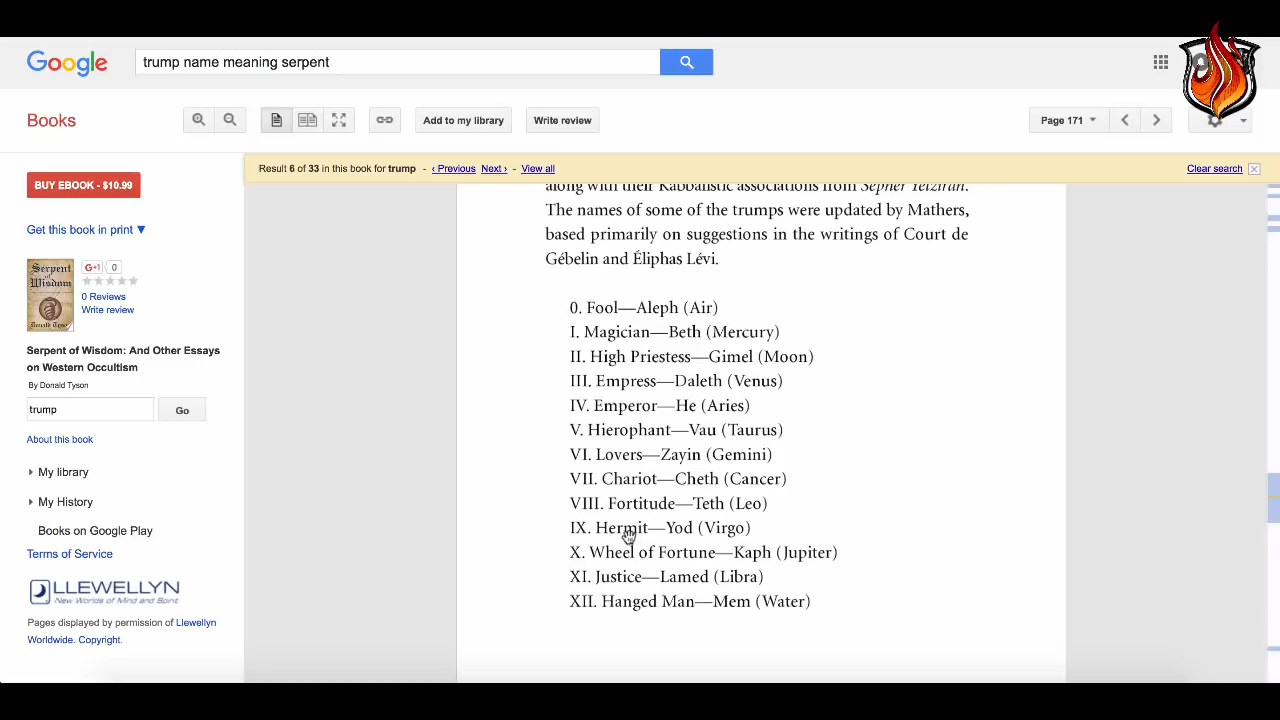 Google
trump name meaning serpent
Books
Add to my library
Write review
Page 171
Result 6 of 33 in this book for trump - ‹ Previous Next › - View all
Clear search
BUY EBOOK - $10.99
Get this book in print ▼
Serpent
of
Wisdom
Donald Tyson
G+1
0
0 Reviews
Write review
Serpent of Wisdom: And Other Essays
on Western Occultism
By Donald Tyson
trump
Go
About this book
My library
My History
Books on Google Play
Terms of Service
LLEWELLYN
New Worlds of Mind and Spirit
Pages displayed by permission of Llewellyn
Worldwide. Copyright.
along with their Kabbalistic associations from Sepher Yetzirah.
The names of some of the trumps were updated by Mathers,
based primarily on suggestions in the writings of Court de
Gébelin and Éliphas Lévi.
0. Fool—Aleph (Air)
I. Magician—Beth (Mercury)
II. High Priestess—Gimel (Moon)
III. Empress—Daleth (Venus)
IV. Emperor—He (Aries)
V. Hierophant—Vau (Taurus)
VI. Lovers—Zayin (Gemini)
VII. Chariot—Cheth (Cancer)
VIII. Fortitude—Teth (Leo)
IX. Hermit—Yod (Virgo)
X. Wheel of Fortune—Kaph (Jupiter)
XI. Justice—Lamed (Libra)
XII. Hanged Man—Mem (Water)